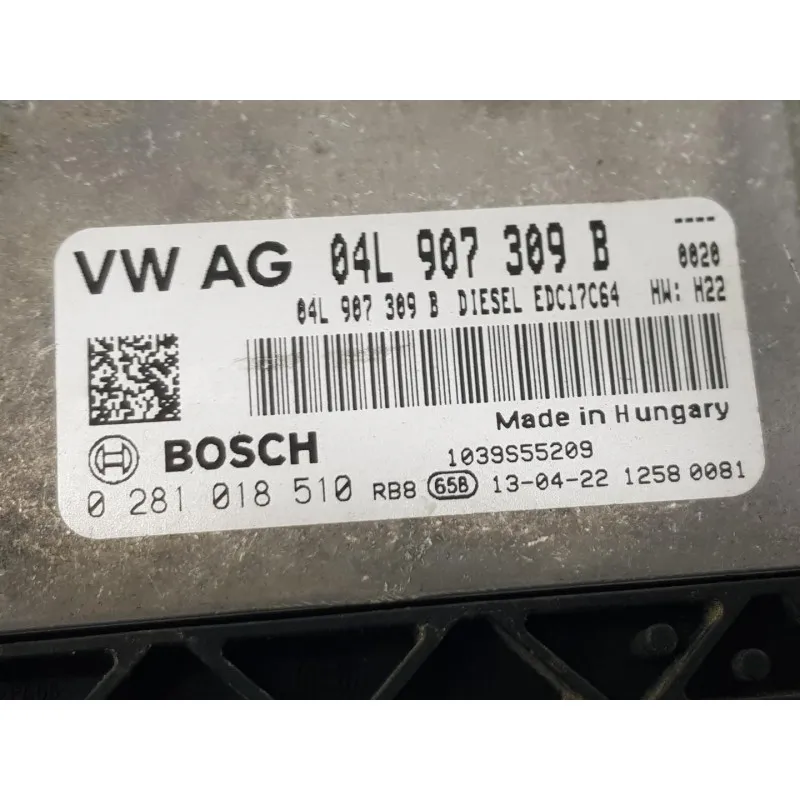 VW AG 04L 907 309 B ----
0020
04L 907 309 B DIESEL EDC17C64 HW: H22
Made in Hungary
BOSCH 1039S55209
0 281 018 510 RB8 65B 13-04-22 1258 0081